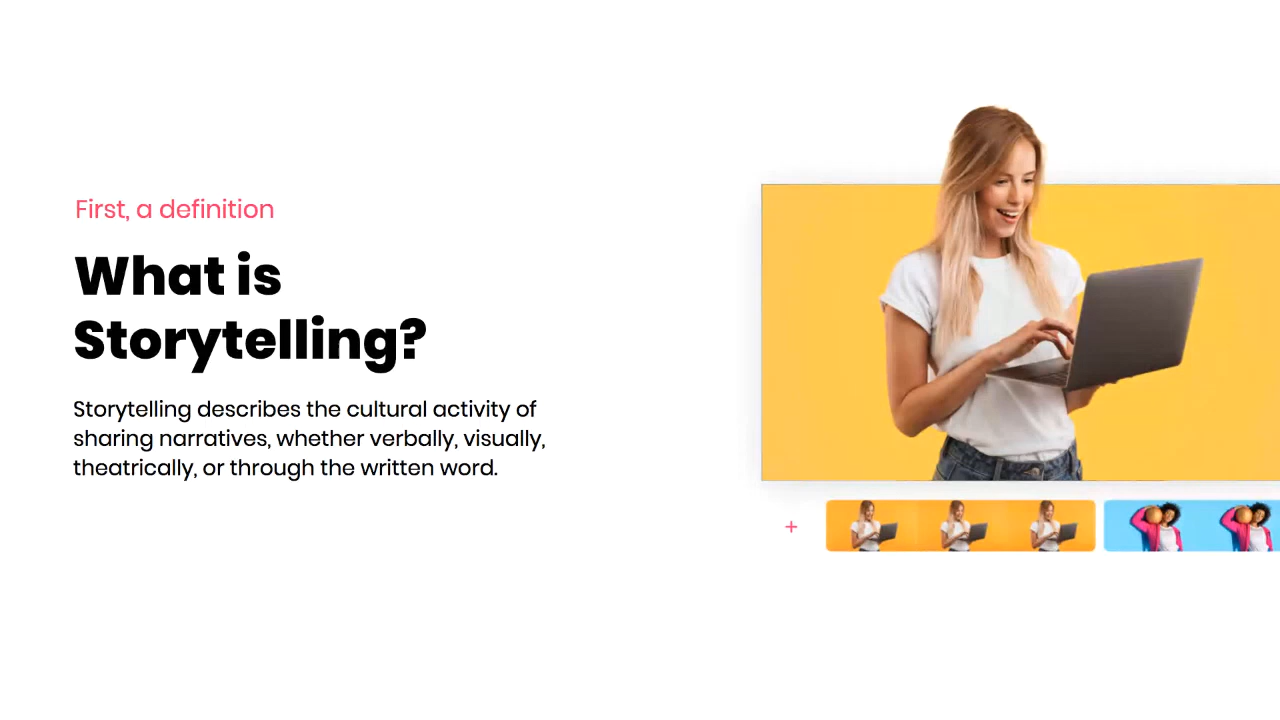 First, a definition
What is
Storytelling?
Storytelling describes the cultural activity of
sharing narratives, whether verbally, visually,
theatrically, or through the written word.